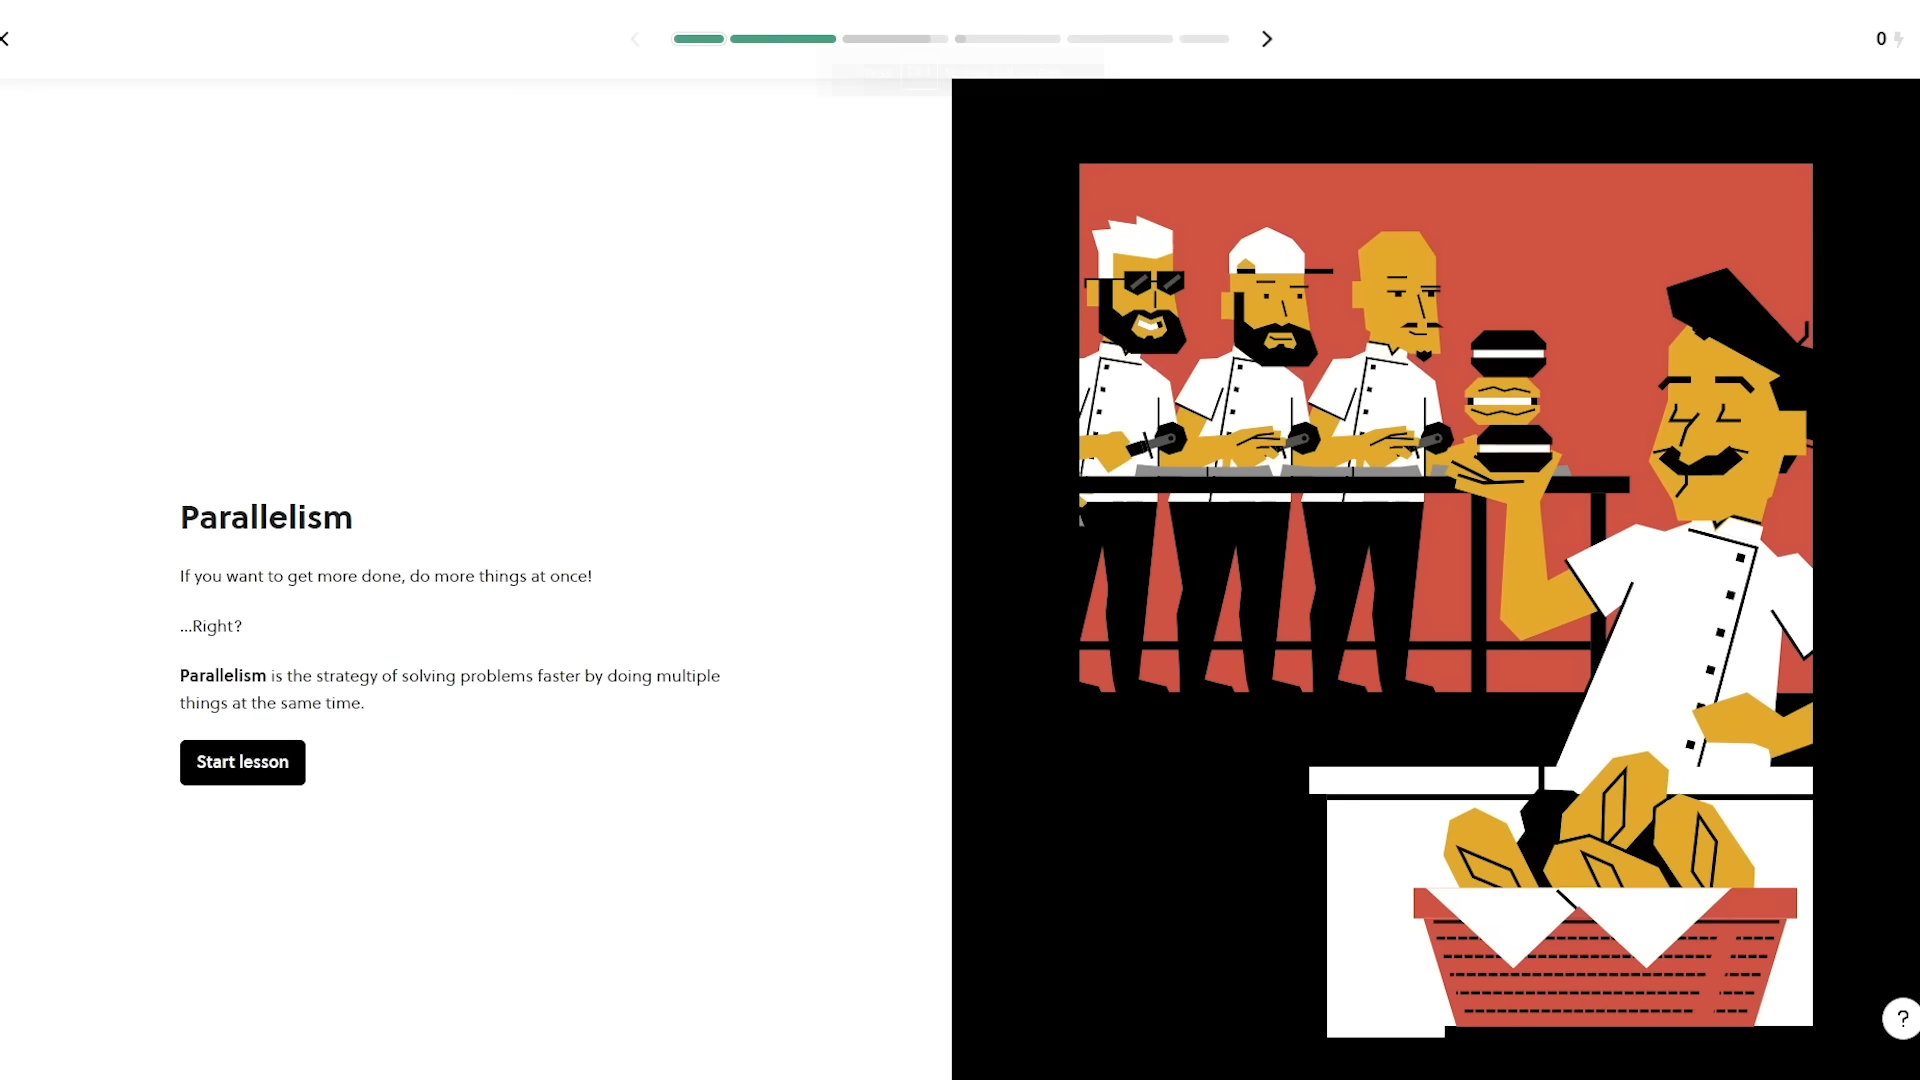 0
Parallelism
If you want to get more done, do more things at once!
...Right?
Parallelism is the strategy of solving problems faster by doing multiple
things at the same time.
Start lesson
?